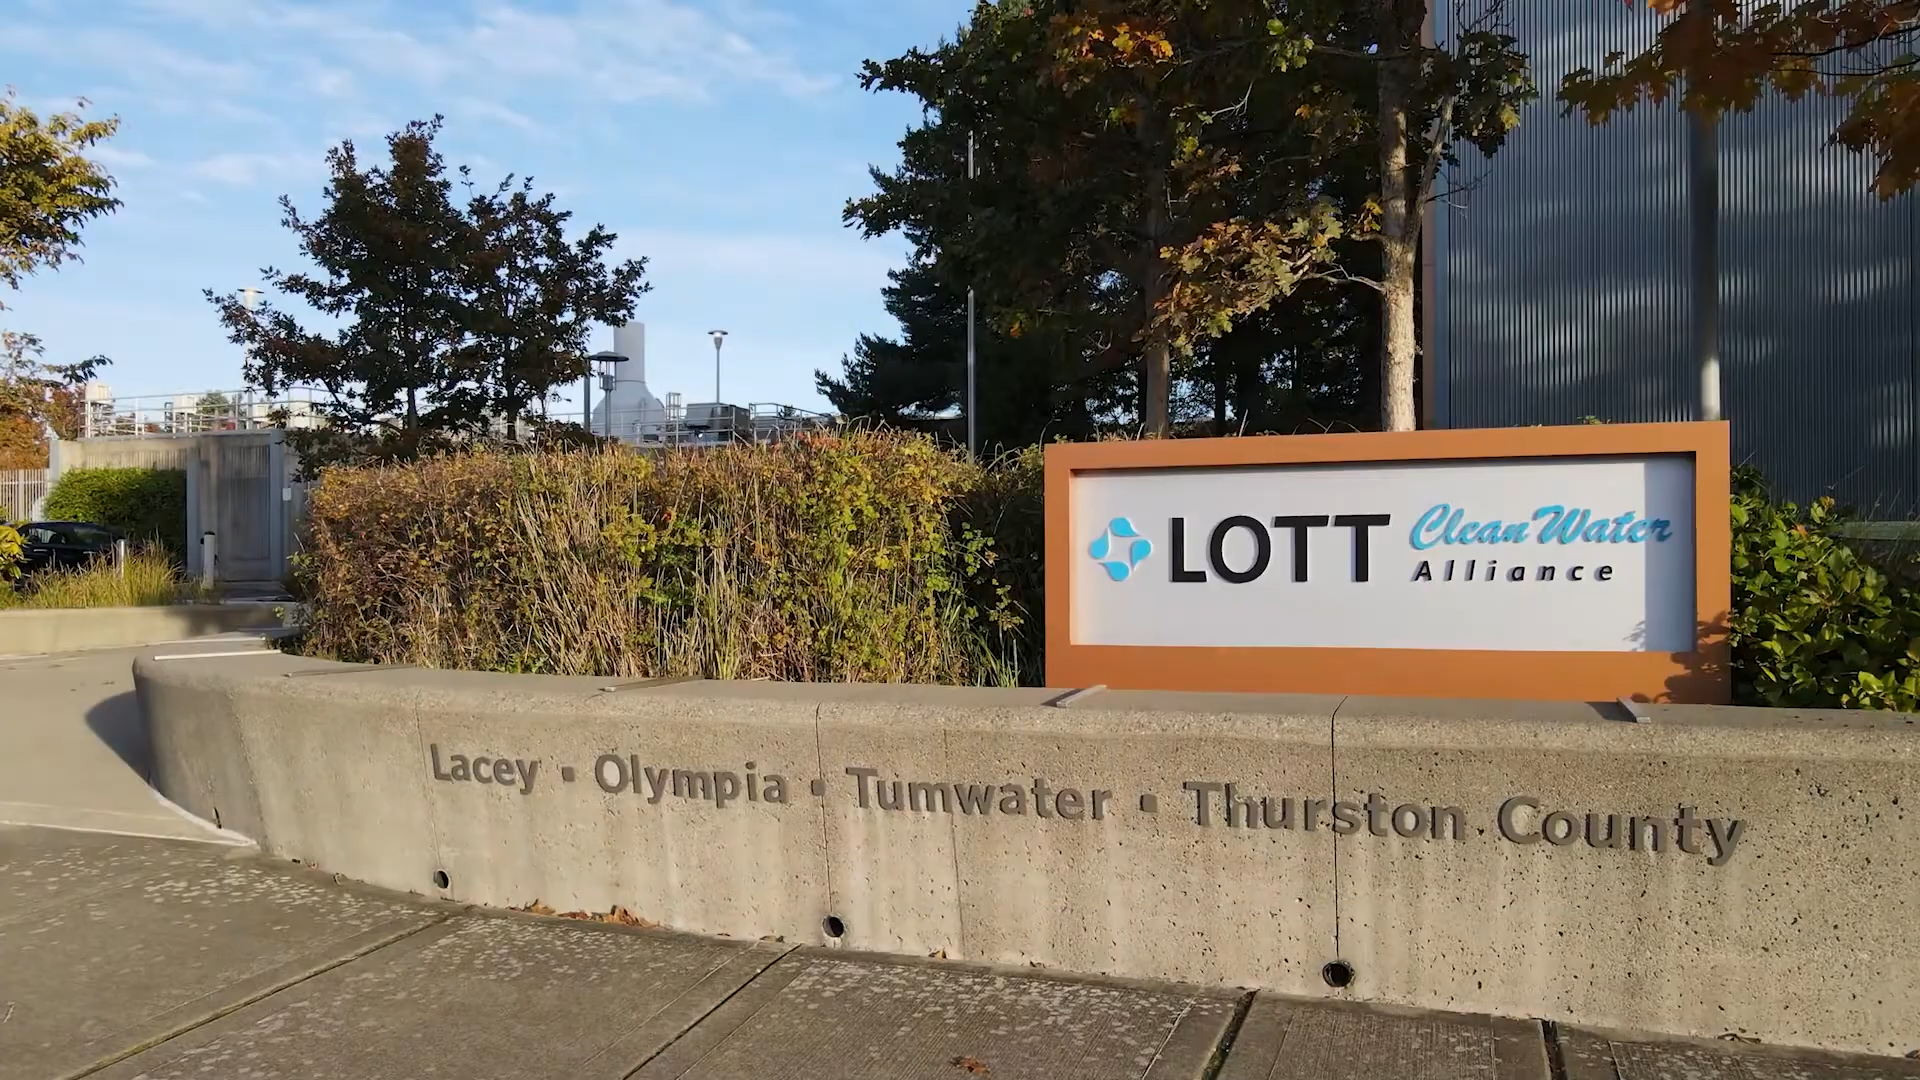 LOTT Clean Water
Alliance
Lacey ▪ Olympia ▪ Tumwater ▪ Thurston County